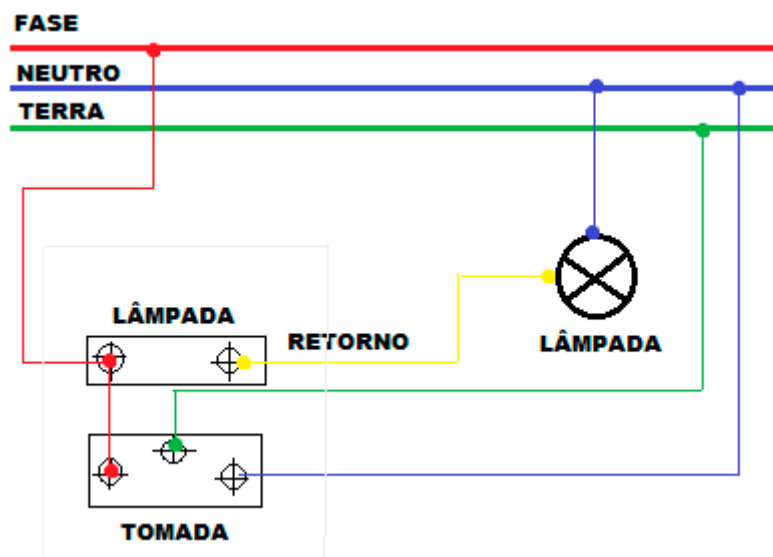 FASE
NEUTRO
TERRA
LÂMPADA
RETORNO
LÂMPADA
TOMADA